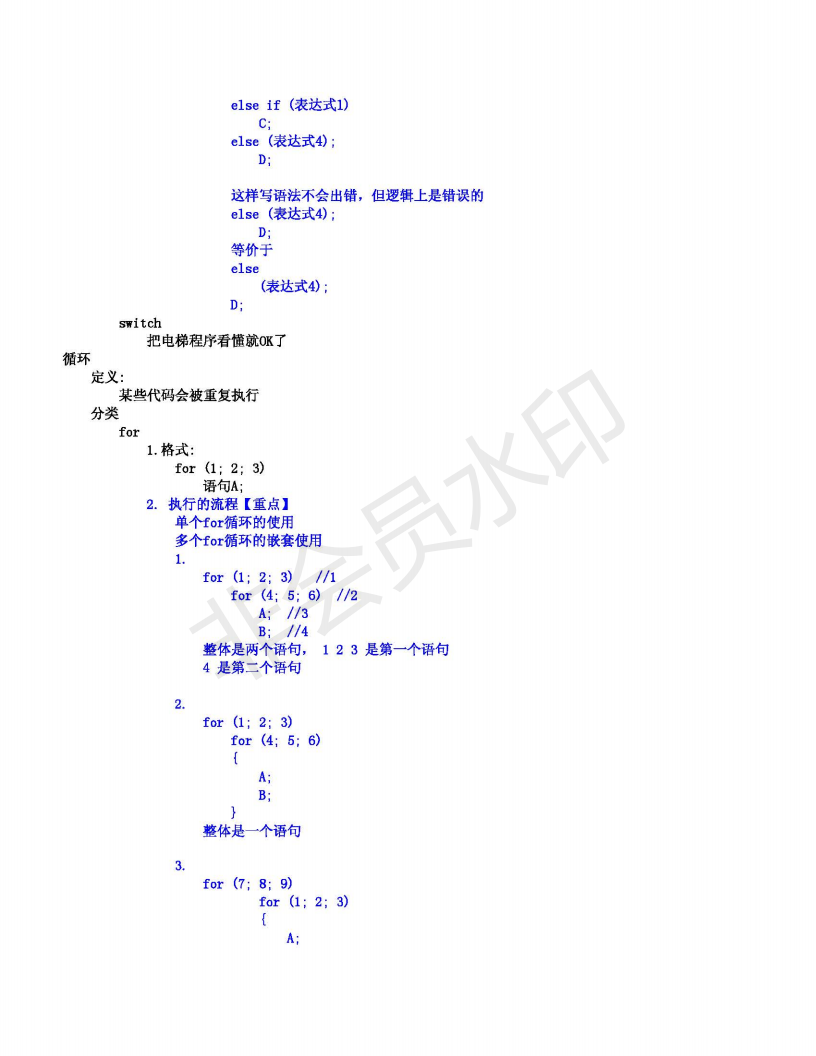 else if (表达式1)
C;
else (表达式4);
D;
这样写语法不会出错，但逻辑上是错误的
else (表达式4);
D;
等价于
else
(表达式4);
D;
switch
把电梯程序看懂就OK了
循环
定义:
某些代码会被重复执行
分类
for
1.格式:
for (1; 2; 3)
语句A;
2. 执行的流程【重点】
单个for循环的使用
多个for循环的嵌套使用
1.
for (1; 2; 3) //1
for (4; 5; 6) //2
A; //3
B; //4
整体是两个语句， 1 2 3 是第一个语句
4 是第二个语句
2.
for (1; 2; 3)
for (4; 5; 6)
{
A;
B;
}
整体是一个语句
3.
for (7; 8; 9)
for (1; 2; 3)
{
A;
非会员水印